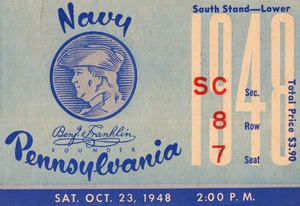 Navy
Benj. Franklin
FOUNDER
Pennsylvania
South Stand—Lower
1948
SC Sec.
8 Row
7 Seat
Total Price $3.90
SAT. OCT. 23, 1948 2:00 P. M.